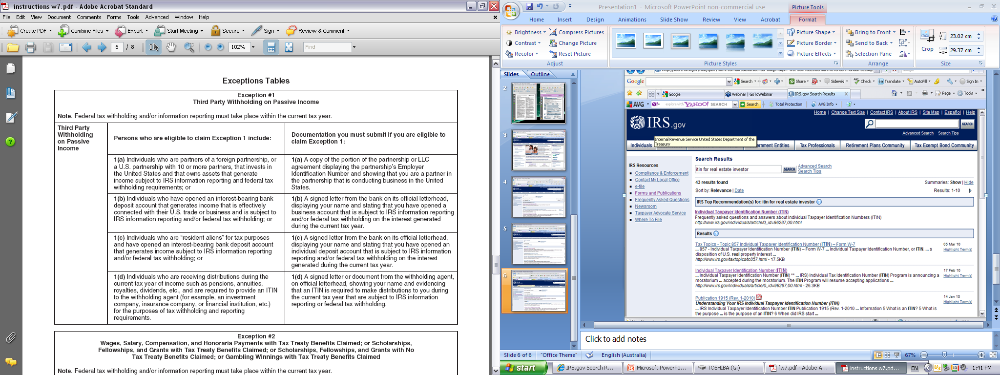 instructions w7.pdf - Adobe Acrobat Standard
File Edit View Document Comments Forms Tools Advanced Window Help
Create PDF Combine Files Export Start Meeting Secure Sign Review & Comment
6 / 8 102% Find
Exceptions Tables
Exception #1
Third Party Withholding on Passive Income
Note. Federal tax withholding and/or information reporting must take place within the current tax year.
Third Party
Withholding
on Passive
Income
Persons who are eligible to claim Exception 1 include:
Documentation you must submit if you are eligible to
claim Exception 1:
1(a) Individuals who are partners of a foreign partnership, or
a U.S. partnership with 10 or more partners, that invests in
the United States and that owns assets that generate
income subject to IRS information reporting and federal tax
withholding requirements; or
1(a) A copy of the portion of the partnership or LLC
agreement displaying the partnership's Employer
Identification Number and showing that you are a partner in
the partnership that is conducting business in the United
States.
1(b) Individuals who have opened an interest-bearing bank
deposit account that generates income that is effectively
connected with their U.S. trade or business and is subject to
IRS information reporting and/or federal tax withholding; or
1(b) A signed letter from the bank on its official letterhead,
displaying your name and stating that you have opened a
business account that is subject to IRS information reporting
and/or federal tax withholding on the interest generated
during the current tax year.
1(c) Individuals who are “resident aliens” for tax purposes
and have opened an interest-bearing bank deposit account
that generates income subject to IRS information reporting
and/or federal tax withholding; or
1(c) A signed letter from the bank on its official letterhead,
displaying your name and stating that you have opened an
individual deposit account that is subject to IRS information
reporting and/or federal tax withholding on the interest
generated during the current tax year.
1(d) Individuals who are receiving distributions during the
current tax year of income such as pensions, annuities,
royalties, dividends, etc., and are required to provide an ITIN
to the withholding agent (for example, an investment
company, insurance company, or financial institution, etc.)
for the purposes of tax withholding and reporting
requirements.
1(d) A signed letter or document from the withholding agent,
on official letterhead, showing your name and evidencing
that an ITIN is required to make distributions to you during
the current tax year that are subject to IRS information
reporting or federal tax withholding.
Exception #2
Wages, Salary, Compensation, and Honoraria Payments with Tax Treaty Benefits Claimed; or Scholarships,
Fellowships, and Grants with Tax Treaty Benefits Claimed; or Scholarships, Fellowships, and Grants with No
Tax Treaty Benefits Claimed; or Gambling Winnings with Tax Treaty Benefits Claimed
Note. Federal tax withholding and/or information reporting must take place within the current tax year.
Presentation1 - Microsoft PowerPoint non-commercial use Picture Tools
Home Insert Design Animations Slide Show Review View Acrobat Format
Brightness Compress Pictures Picture Shape Bring to Front 23.02 cm
Contrast Change Picture Picture Border Send to Back Crop 29.37 cm
Recolor Reset Picture Picture Effects Selection Pane
Adjust Picture Styles Arrange Size
Slides Outline
2
3
4
5
6
Google Search Share Sidewiki Check Translate AutoFill Sign In
Google Webinar | GoToWebinar IRS.gov Search Results Page Tools
AVG Y! explore with YAHOO! SEARCH Search Total Protection AVG Info
Home | Change Text Size | Contact IRS | About IRS | Site Map | Español | Help
IRS.gov
SEARCH
Advanced Search Search Tips
Internal Revenue Service United States Department of the
Treasury
Individuals ernment Entities Tax Professionals Retirement Plans Community Tax Exempt Bond Community
IRS Resources
Compliance & Enforcement
Contact My Local Office
e-file
Forms and Publications
Frequently Asked Questions
Newsroom
Taxpayer Advocate Service
Where To File
Search Results
itin for real estate investor SEARCH Advanced Search
Search Tips
43 results found Summaries: Show | Hide
Sort by: Relevance | Date Results: 1-10
IRS Top Recommendation(s) for: itin for real estate investor
Individual Taxpayer Identification Number (ITIN)
Frequently asked questions and answers about Individual Taxpayer Identification Numbers (ITIN)
http://www.irs.gov/individuals/article/0,,id=96287,00.html
Results
Tax Topics - Topic 857 Individual Taxpayer Identification Number (ITIN) – Form W-7 05 Mar 10
... 857 - Individual Taxpayer Identification Number (ITIN) – Form W-7 ... Individual Taxpayer Identification Number, or ITIN. ... s Highlight Term(s)
disposition of U.S. real property interest ...
http://www.irs.gov/taxtopics/tc857.html - 17.5KB
Individual Taxpayer Identification Number (ITIN) 17 Feb 10
... Individual Taxpayer Identification Number (ITIN) ** ... IRS) Individual Tax Identification Number (ITIN) Program is announcing a Highlight Term(s)
moratorium ... accepted during the moratorium. The ITIN Program will resume accepting applications ...
http://www.irs.gov/individuals/article/0,,id=96287,00.html - 26.3KB
Publication 1915 (Rev. 1-2010) 14 Jan 10
Understanding Your IRS Individual Taxpayer Identification Number (ITIN) Highlight Term(s)
... IRS Individual Taxpayer Identification Number ITIN Publication 1915 (Rev. 1-2010 ... Information 5 What is an ITIN? 5 What is
the purpose ... is the purpose of an ITIN? 6 When did IRS start ...
Click to add notes
Slide 6 of 6 "Office Theme" English (Australia) 67%
start IRS.gov Search R... Microsoft PowerPo... TOSHIBA (G:) fw7.pdf - Adobe A... instructions w7.pd... EN 1:41 PM